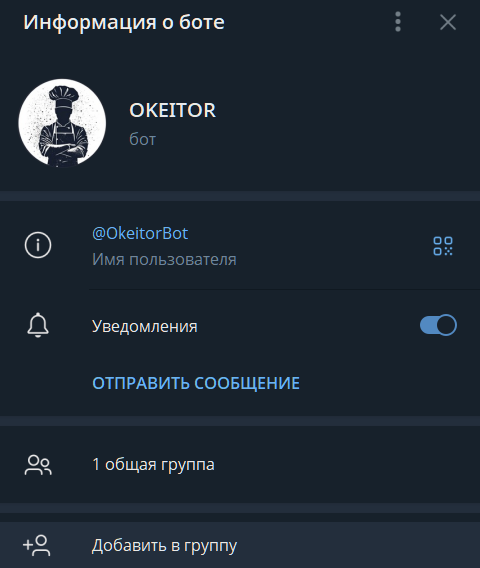 Информация о боте
OKEITOR
бот
@OkeitorBot
Имя пользователя
Уведомления
ОТПРАВИТЬ СООБЩЕНИЕ
1 общая группа
Добавить в группу